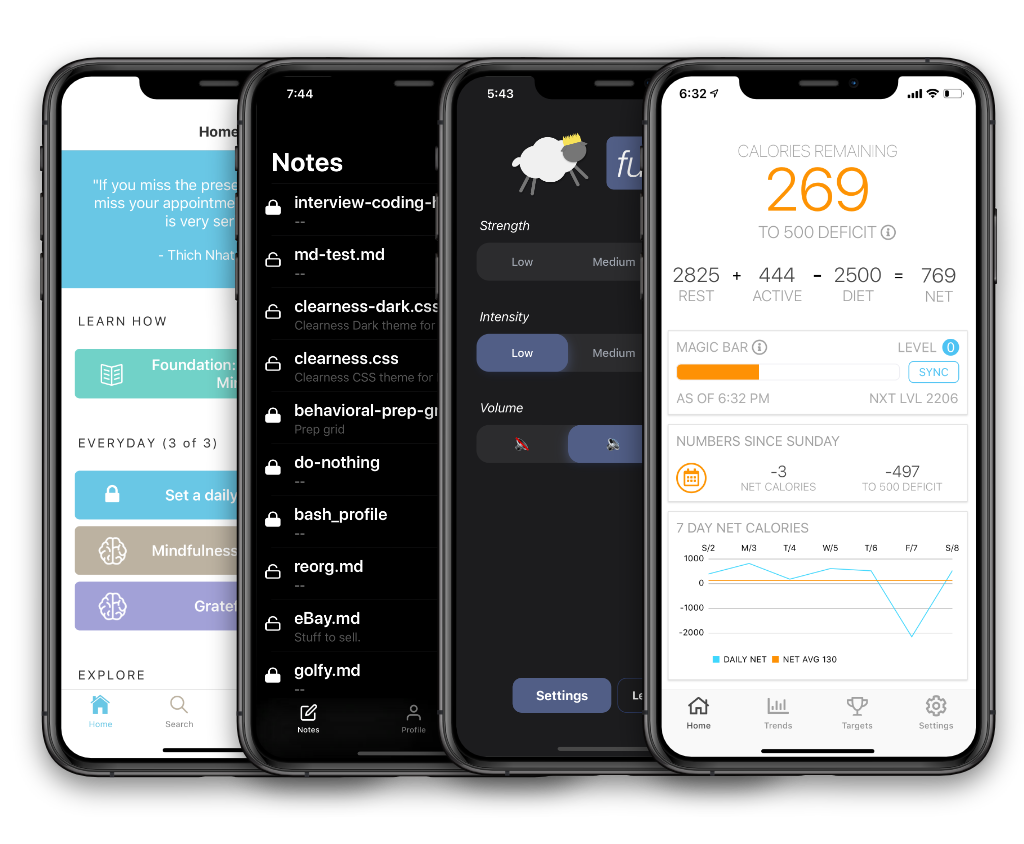 Home
"If you miss the prese
miss your appointme
is very ser
- Thich Nhat
LEARN HOW
Foundation:
Min
EVERYDAY (3 of 3)
Set a daily
Mindfulness
Gratef
EXPLORE
Home
Search
7:44
Notes
interview-coding-h
--
md-test.md
--
clearness-dark.css
Clearness Dark theme for
clearness.css
Clearness CSS theme for
behavioral-prep-gr
Prep grid
do-nothing
--
bash_profile
--
reorg.md
--
eBay.md
Stuff to sell.
golfy.md
--
Notes
Profile
5:43
fu
Strength
Low Medium
Intensity
Low Medium
Volume
Settings Le
6:32
CALORIES REMAINING
269
TO 500 DEFICIT
2825 + 444 - 2500 = 769
REST ACTIVE DIET NET
MAGIC BAR LEVEL 0
SYNC
AS OF 6:32 PM NXT LVL 2206
NUMBERS SINCE SUNDAY
-3 -497
NET CALORIES TO 500 DEFICIT
7 DAY NET CALORIES
S/2 M/3 T/4 W/5 T/6 F/7 S/8
1000
0
-1000
-2000
DAILY NET NET AVG 130
Home Trends Targets Settings